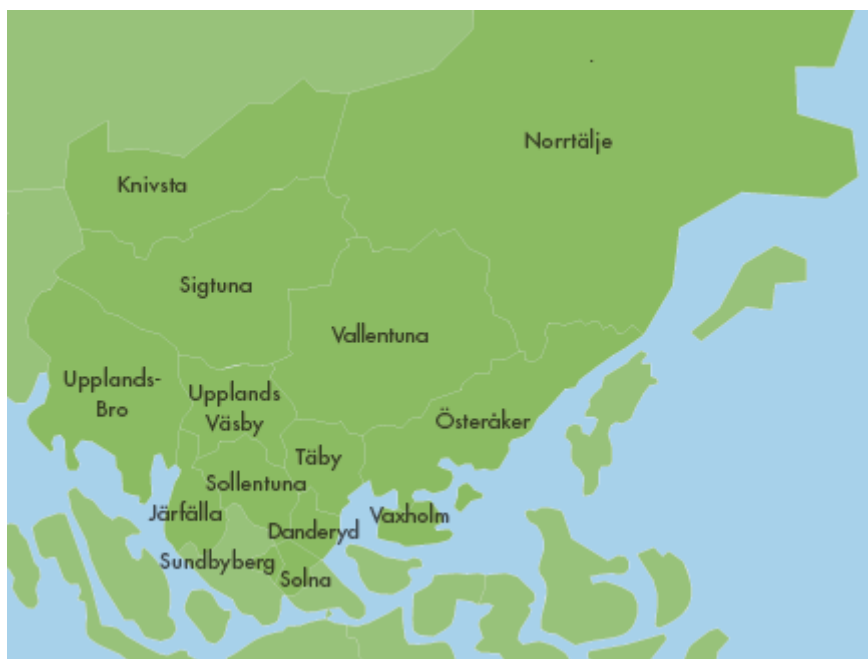 Norrtälje
Knivsta
Sigtuna
Vallentuna
Upplands-
Bro
Upplands
Väsby
Österåker
Täby
Sollentuna
Järfälla
Vaxholm
Danderyd
Sundbyberg
Solna